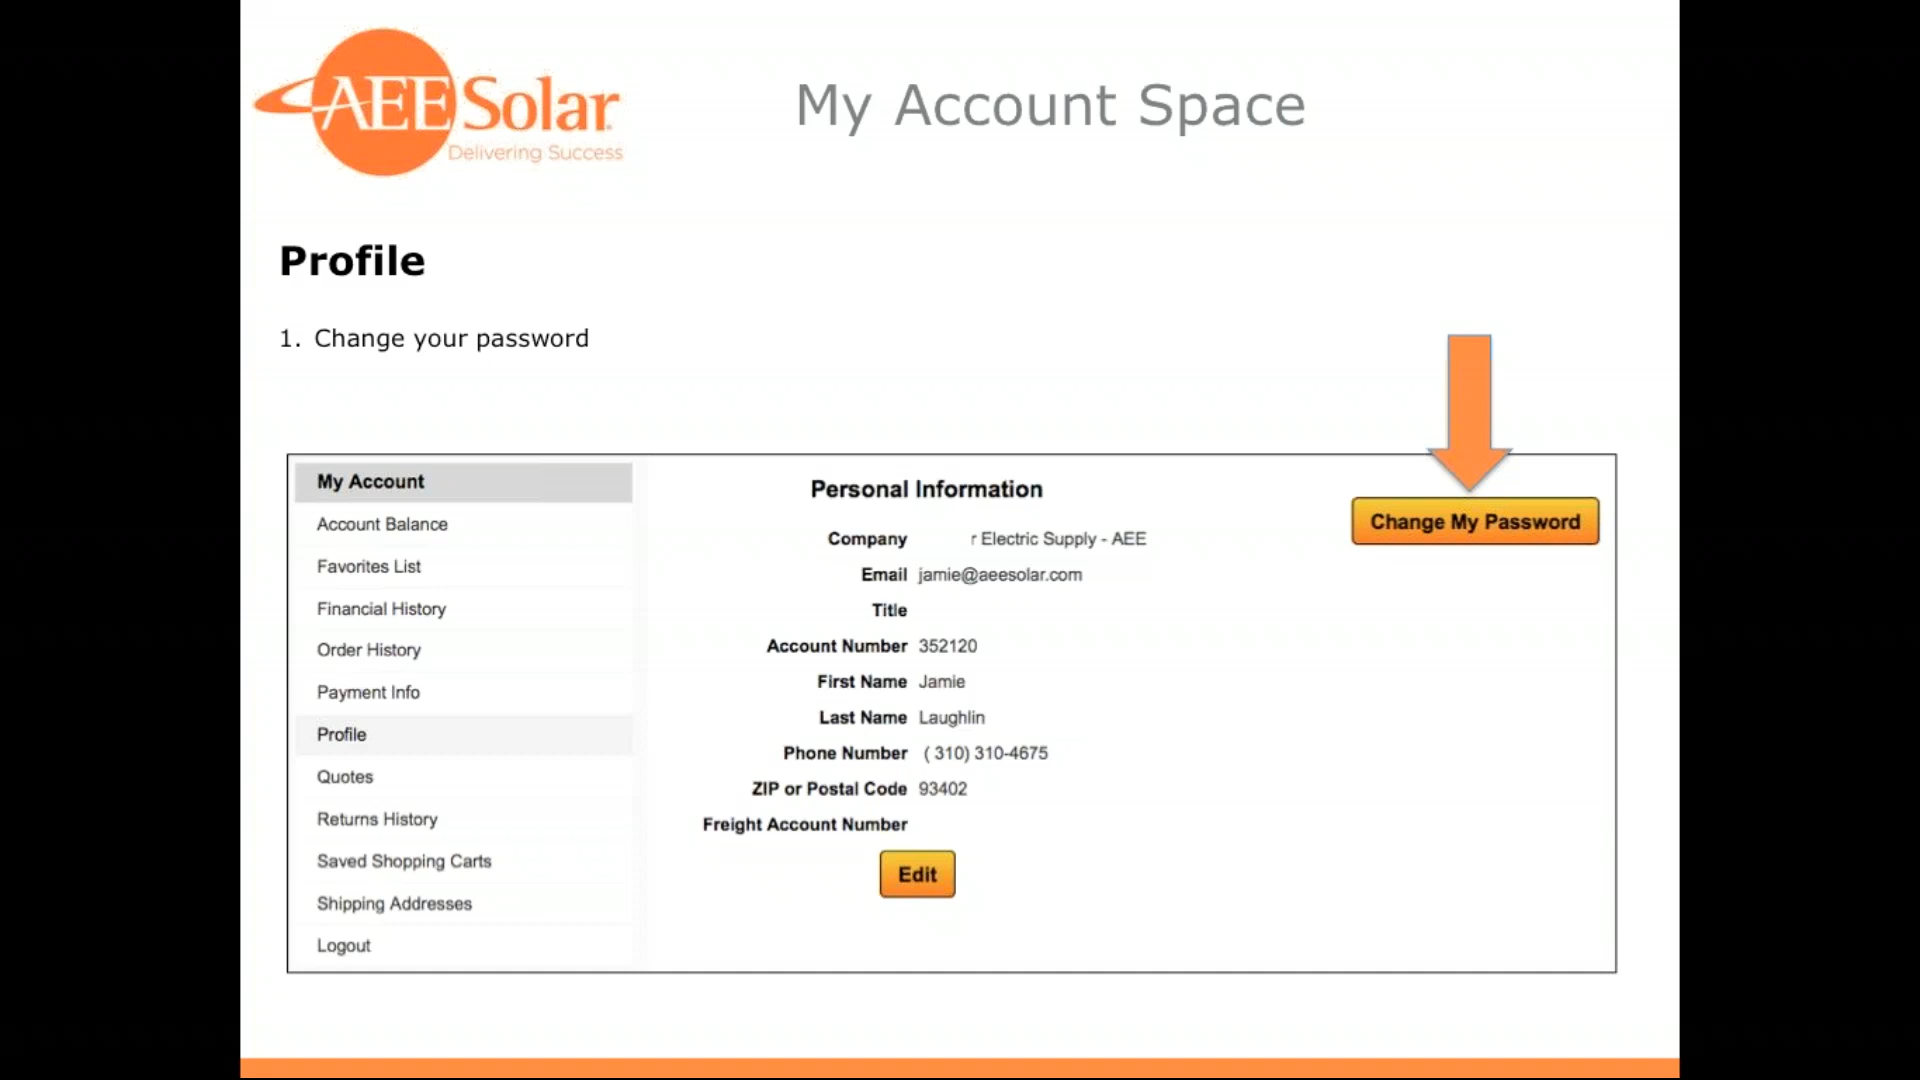 AEE Solar
Delivering Success
My Account Space
Profile
1. Change your password
My Account
Account Balance
Favorites List
Financial History
Order History
Payment Info
Profile
Quotes
Returns History
Saved Shopping Carts
Shipping Addresses
Logout
Personal Information
Company r Electric Supply - AEE
Email jamie@aeesolar.com
Title
Account Number 352120
First Name Jamie
Last Name Laughlin
Phone Number ( 310) 310-4675
ZIP or Postal Code 93402
Freight Account Number
Edit
Change My Password